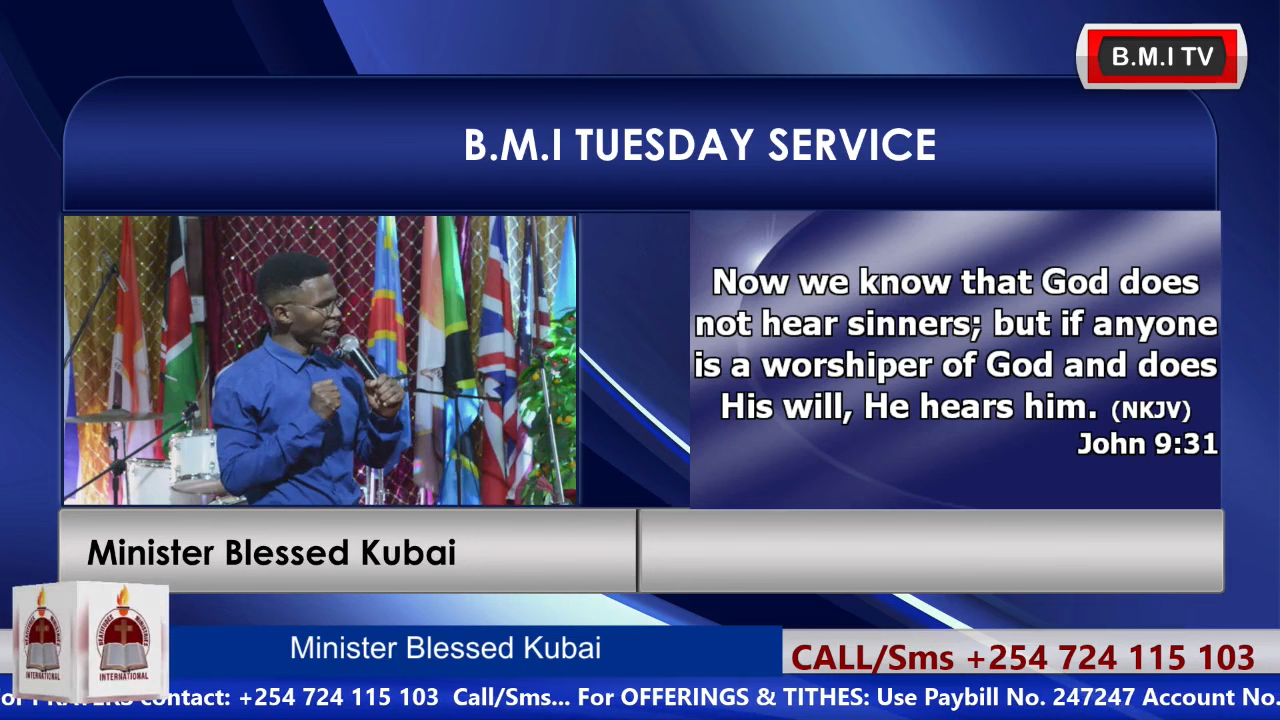 B.M.I TV
B.M.I TUESDAY SERVICE
Now we know that God does
not hear sinners; but if anyone
is a worshiper of God and does
His will, He hears him. (NKJV)
John 9:31
Minister Blessed Kubai
Minister Blessed Kubai
CALL/Sms +254 724 115 103
INTERNATIONAL
INTERNATIONAL
PRAYERS contact: +254 724 115 103 Call/Sms... For OFFERINGS & TITHES: Use Paybill No. 247247 Account No.